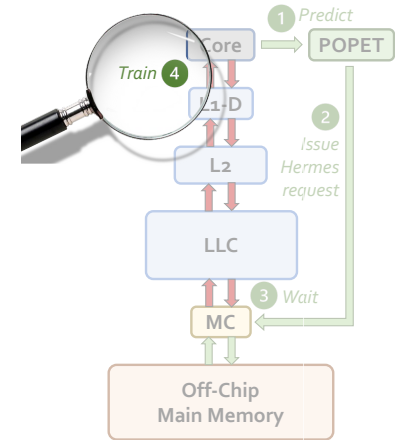 1 Predict
Core
POPET
Train 4
L1-D
2
Issue
Hermes
request
L2
LLC
3 Wait
MC
Off-Chip
Main Memory